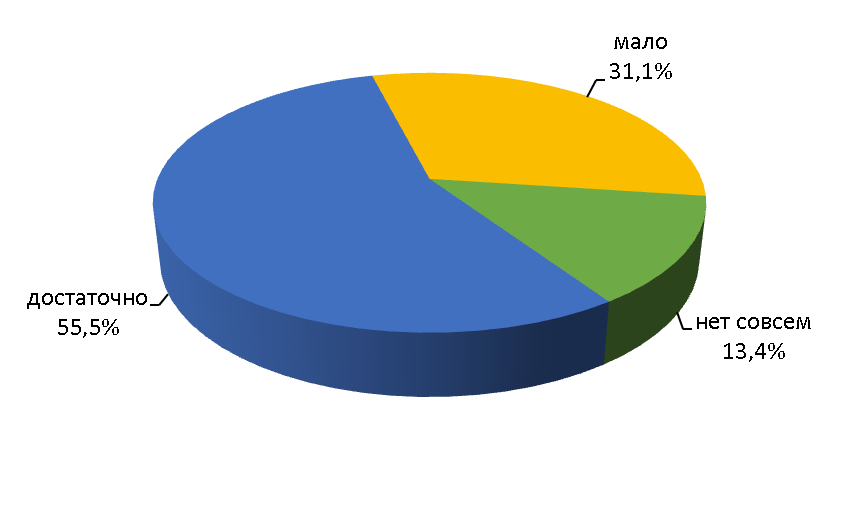 мало
31,1%
достаточно
55,5%
нет совсем
13,4%